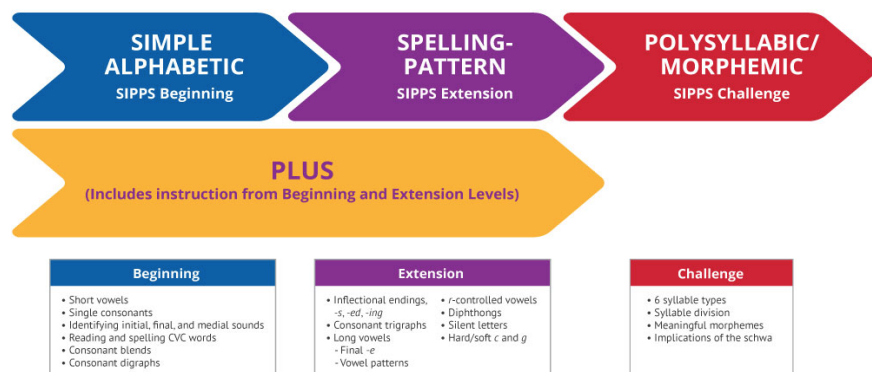 SIMPLE
ALPHABETIC
SIPPS Beginning
SPELLING-
PATTERN
SIPPS Extension
POLYSYLLABIC/
MORPHEMIC
SIPPS Challenge
PLUS
(Includes instruction from Beginning and Extension Levels)
Beginning
• Short vowels
• Single consonants
• Identifying initial, final, and medial sounds
• Reading and spelling CVC words
• Consonant blends
• Consonant digraphs
Extension
• Inflectional endings,
-s, -ed, -ing
• Consonant trigraphs
• Long vowels
- Final -e
- Vowel patterns
• r-controlled vowels
• Diphthongs
• Silent letters
• Hard/soft c and g
Challenge
• 6 syllable types
• Syllable division
• Meaningful morphemes
• Implications of the schwa